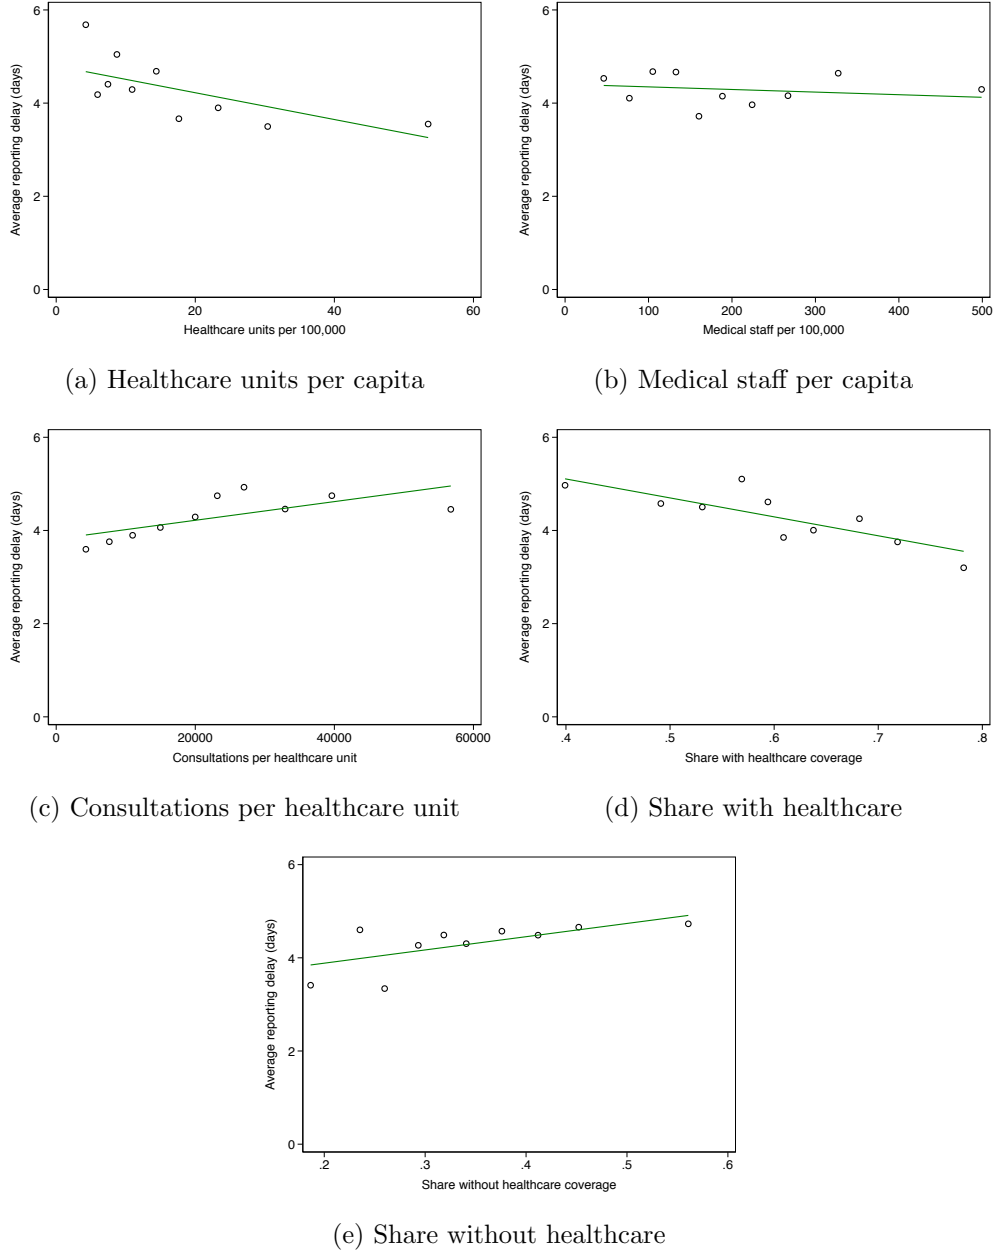 6
4
2
0
Average reporting delay (days)
0 20 40 60
Healthcare units per 100,000
(a) Healthcare units per capita
6
4
2
0
Average reporting delay (days)
0 100 200 300 400 500
Medical staff per 100,000
(b) Medical staff per capita
6
4
2
0
Average reporting delay (days)
0 20000 40000 60000
Consultations per healthcare unit
(c) Consultations per healthcare unit
6
4
2
0
Average reporting delay (days)
.4 .5 .6 .7 .8
Share with healthcare coverage
(d) Share with healthcare
6
4
2
0
Average reporting delay (days)
.2 .3 .4 .5 .6
Share without healthcare coverage
(e) Share without healthcare